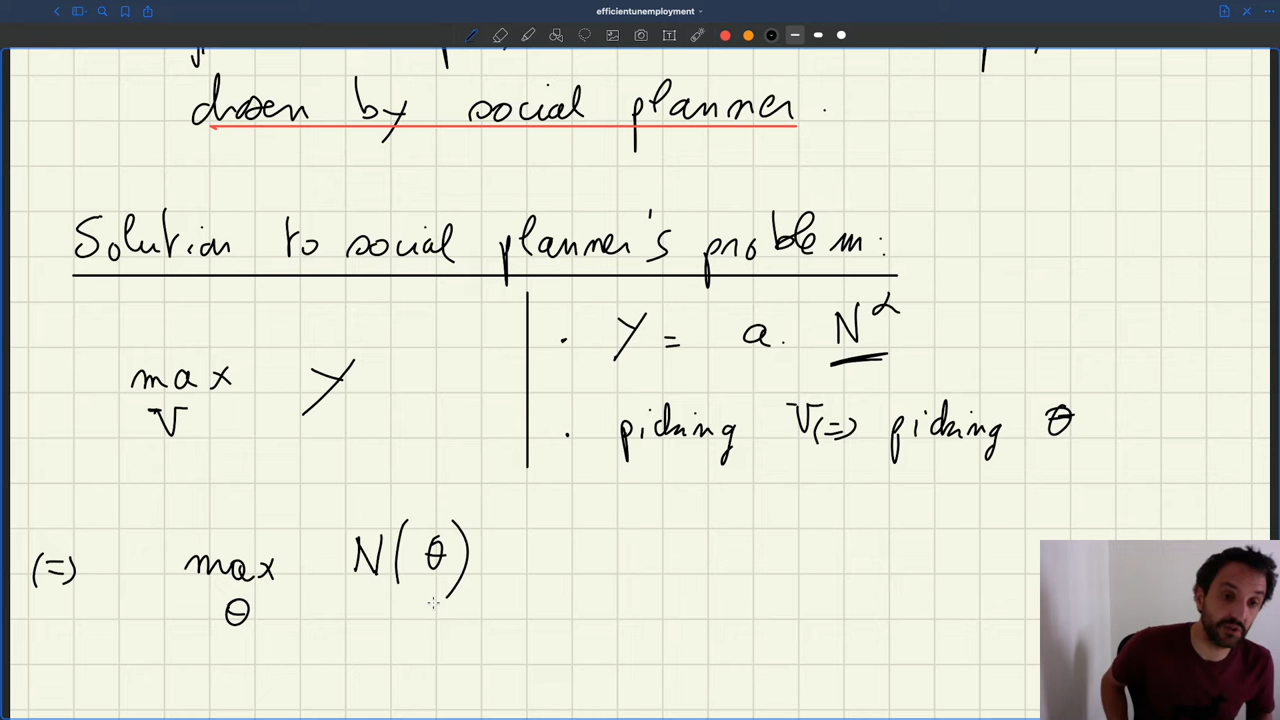 efficientunemployment
chosen by social planner.
Solution to social planner's problem:
max Y
V
· Y = a. N^α
· picking V (=) picking θ
(=) max N(θ)
θ